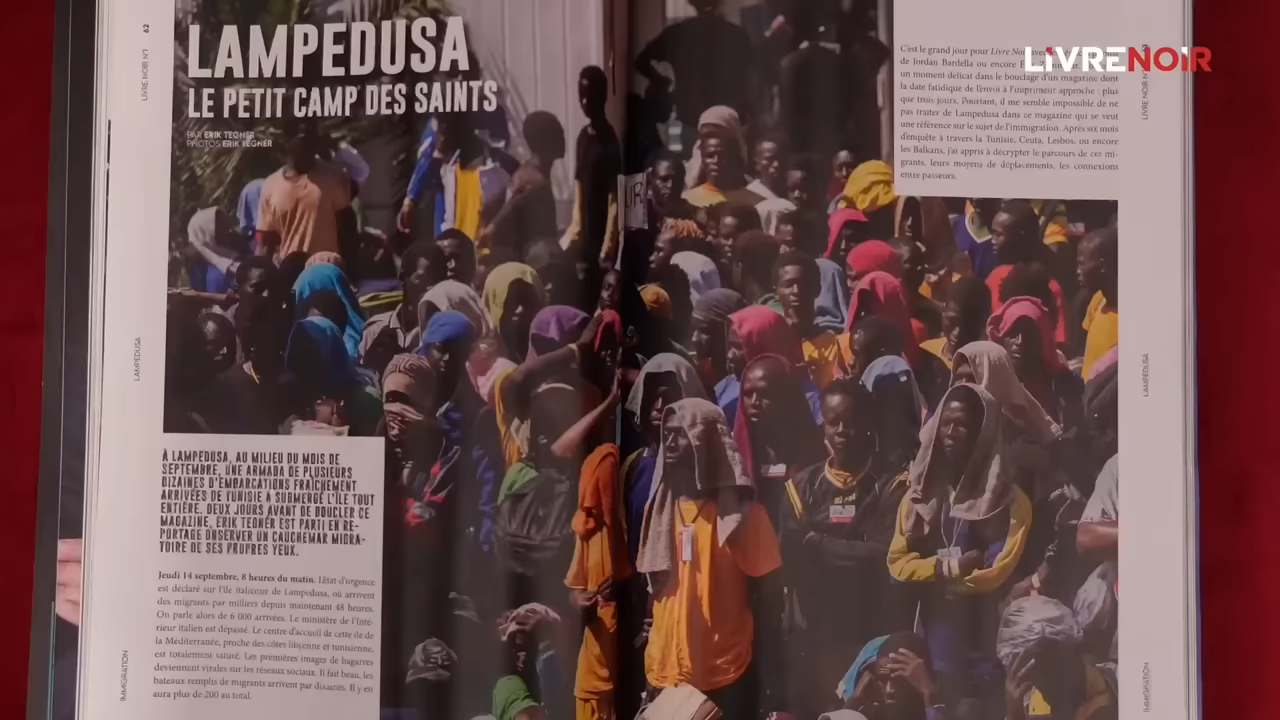 LAMPEDUSA
LE PETIT CAMP DES SAINTS
PAR ERIK TEGNER
PHOTOS ERIK TEGNER
À LAMPEDUSA, AU MILIEU DU MOIS DE
SEPTEMBRE, UNE ARMADA DE PLUSIEURS
DIZAINES D'EMBARCATIONS FRAÎCHEMENT
ARRIVÉES DE TUNISIE A SUBMERGÉ L'ÎLE TOUT
ENTIÈRE. DEUX JOURS AVANT DE BOUCLER CE
MAGAZINE, ERIK TEGNER EST PARTI EN RE-
PORTAGE OBSERVER UN CAUCHEMAR MIGRA-
TOIRE DE SES PROPRES YEUX.
Jeudi 14 septembre, 8 heures du matin. L'état d'urgence
est déclaré sur l'île italienne de Lampedusa, où arrivent
des migrants par milliers depuis maintenant 48 heures.
On parle alors de 6 000 arrivées. Le ministère de l'Inté-
rieur italien est dépassé. Le centre d'accueil de cette île de
la Méditerranée, proche des côtes libyenne et tunisienne,
est totalement saturé. Les premières images de bagarres
deviennent virales sur les réseaux sociaux. Il fait beau, les
bateaux remplis de migrants arrivent par dizaines. Il y en
aura plus de 200 au total.
C'est le grand jour pour Livre Noir
de Jordan Bardella ou encore
un moment délicat dans le bouclage d'un magazine dont
la date fatidique de l'envoi à l'imprimeur approche : plus
que trois jours. Pourtant, il me semble impossible de ne
pas traiter de Lampedusa dans ce magazine qui se veut
une référence sur le sujet de l'immigration. Après six mois
d'enquête à travers la Tunisie, Ceuta, Lesbos, ou encore
les Balkans, j'ai appris à décrypter le parcours de ces mi-
grants, leurs moyens de déplacements, les connexions
entre passeurs.
LIVRENOIR
62
LIVRE NOIR N°1
LAMPEDUSA
IMMIGRATION
LIVRE NOIR N
LAMPEDUSA
IMMIGRATION